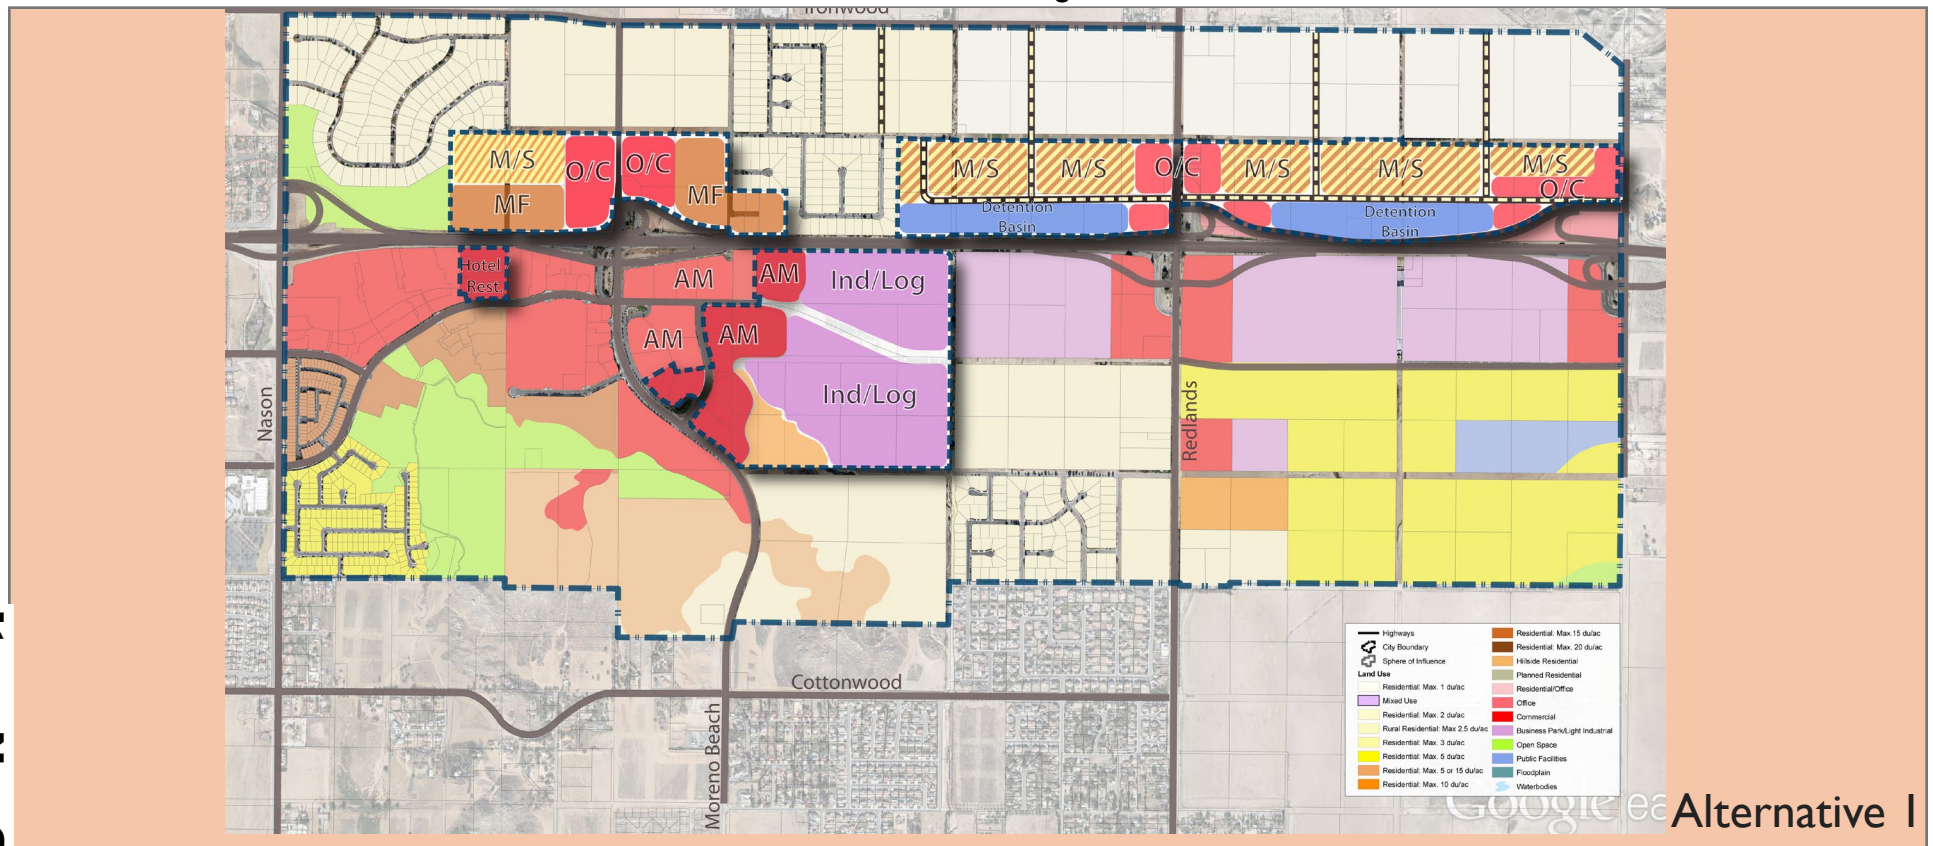 Ironwood
M/S
O/C
O/C
MF
MF
M/S
M/S
O/C
M/S
M/S
M/S
O/C
Detention
Basin
Detention
Basin
Hotel
Rest.
AM
AM
Ind/Log
AM
AM
Ind/Log
Nason
Redlands
Cottonwood
Moreno Beach
Highways
City Boundary
Sphere of Influence
Land Use
Residential: Max. 1 du/ac
Mixed Use
Residential: Max. 2 du/ac
Rural Residential: Max 2.5 du/ac
Residential: Max. 3 du/ac
Residential: Max. 5 du/ac
Residential: Max. 5 or 15 du/ac
Residential: Max. 10 du/ac
Residential: Max.15 du/ac
Residential: Max. 20 du/ac
Hillside Residential
Planned Residential
Residential/Office
Office
Commercial
Business Park/Light Industrial
Open Space
Public Facilities
Floodplain
Waterbodies
Google ea
Alternative 1